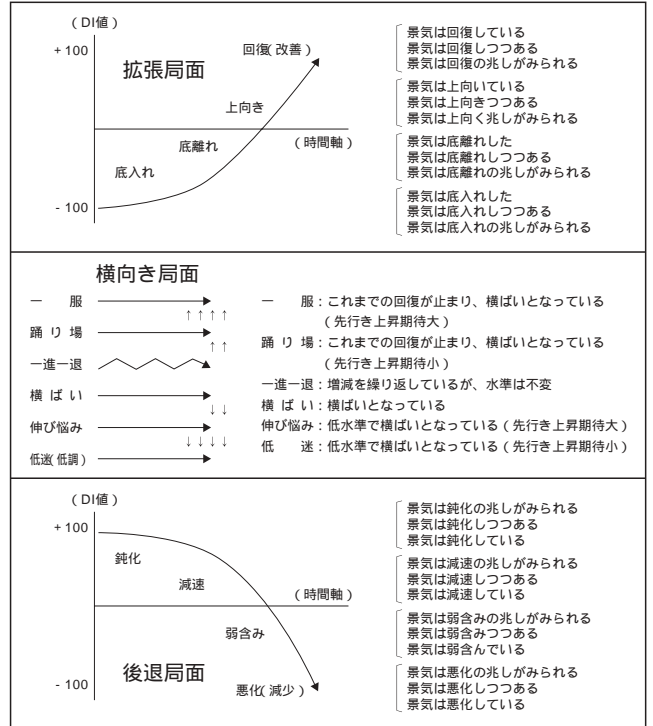 （DI値）
+100
拡張局面
回復(改善)
上向き
底離れ
（時間軸）
底入れ
-100
景気は回復している
景気は回復しつつある
景気は回復の兆しがみられる
景気は上向いている
景気は上向きつつある
景気は上向く兆しがみられる
景気は底離れした
景気は底離れしつつある
景気は底離れの兆しがみられる
景気は底入れした
景気は底入れしつつある
景気は底入れの兆しがみられる
横向き局面
一服
↑↑↑↑
踊り場
↑↑
一進一退
横ばい
↓↓
伸び悩み
↓↓↓↓
低迷(低調)
一服：これまでの回復が止まり、横ばいとなっている
（先行き上昇期待大）
踊り場：これまでの回復が止まり、横ばいとなっている
（先行き上昇期待小）
一進一退：増減を繰り返しているが、水準は不変
横ばい：横ばいとなっている
伸び悩み：低水準で横ばいとなっている（先行き上昇期待大）
低迷：低水準で横ばいとなっている（先行き上昇期待小）
（DI値）
+100
鈍化
減速
（時間軸）
弱含み
後退局面
-100
悪化(減少)
景気は鈍化の兆しがみられる
景気は鈍化しつつある
景気は鈍化している
景気は減速の兆しがみられる
景気は減速しつつある
景気は減速している
景気は弱含みの兆しがみられる
景気は弱含みつつある
景気は弱含んでいる
景気は悪化の兆しがみられる
景気は悪化しつつある
景気は悪化している